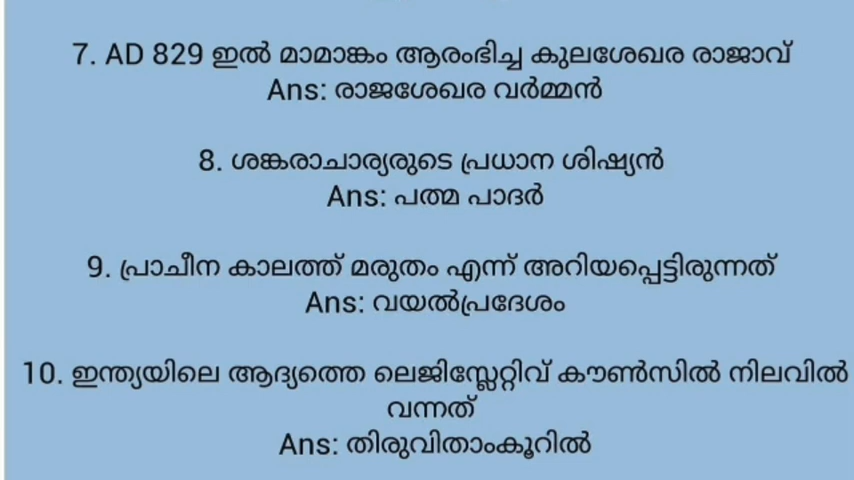 7. AD 829 ഇൽ മാമാങ്കം ആരംഭിച്ച കുലശേഖര രാജാവ്
Ans: രാജശേഖര വർമ്മൻ
8. ശങ്കരാചാര്യരുടെ പ്രധാന ശിഷ്യൻ
Ans: പത്മ പാദർ
9. പ്രാചീന കാലത്ത് മരുതം എന്ന് അറിയപ്പെട്ടിരുന്നത്
Ans: വയൽപ്രദേശം
10. ഇന്ത്യയിലെ ആദ്യത്തെ ലെജിസ്ലേറ്റിവ് കൗൺസിൽ നിലവിൽ
വന്നത്
Ans: തിരുവിതാംകൂറിൽ